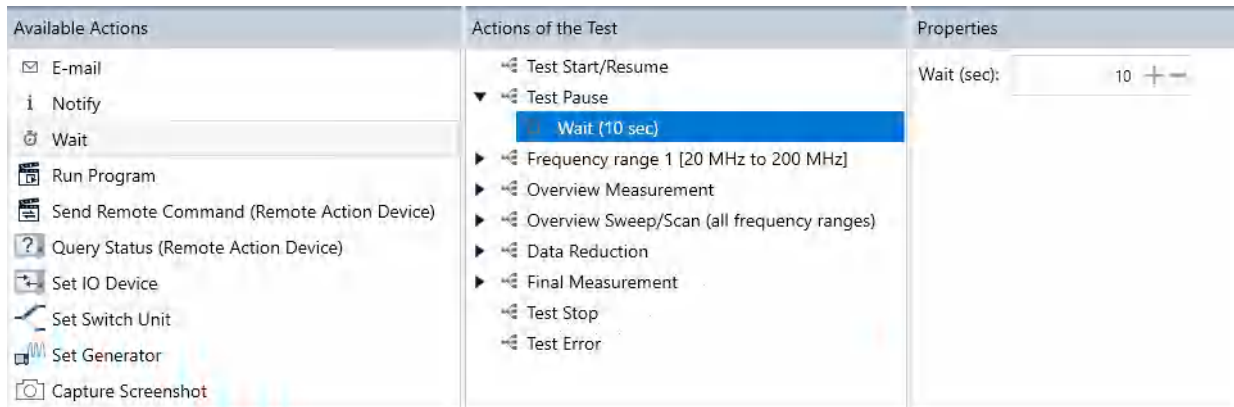 Available Actions
E-mail
Notify
Wait
Run Program
Send Remote Command (Remote Action Device)
Query Status (Remote Action Device)
Set IO Device
Set Switch Unit
Set Generator
Capture Screenshot
Actions of the Test
Test Start/Resume
Test Pause
Wait (10 sec)
Frequency range 1 [20 MHz to 200 MHz]
Overview Measurement
Overview Sweep/Scan (all frequency ranges)
Data Reduction
Final Measurement
Test Stop
Test Error
Properties
Wait (sec): 10